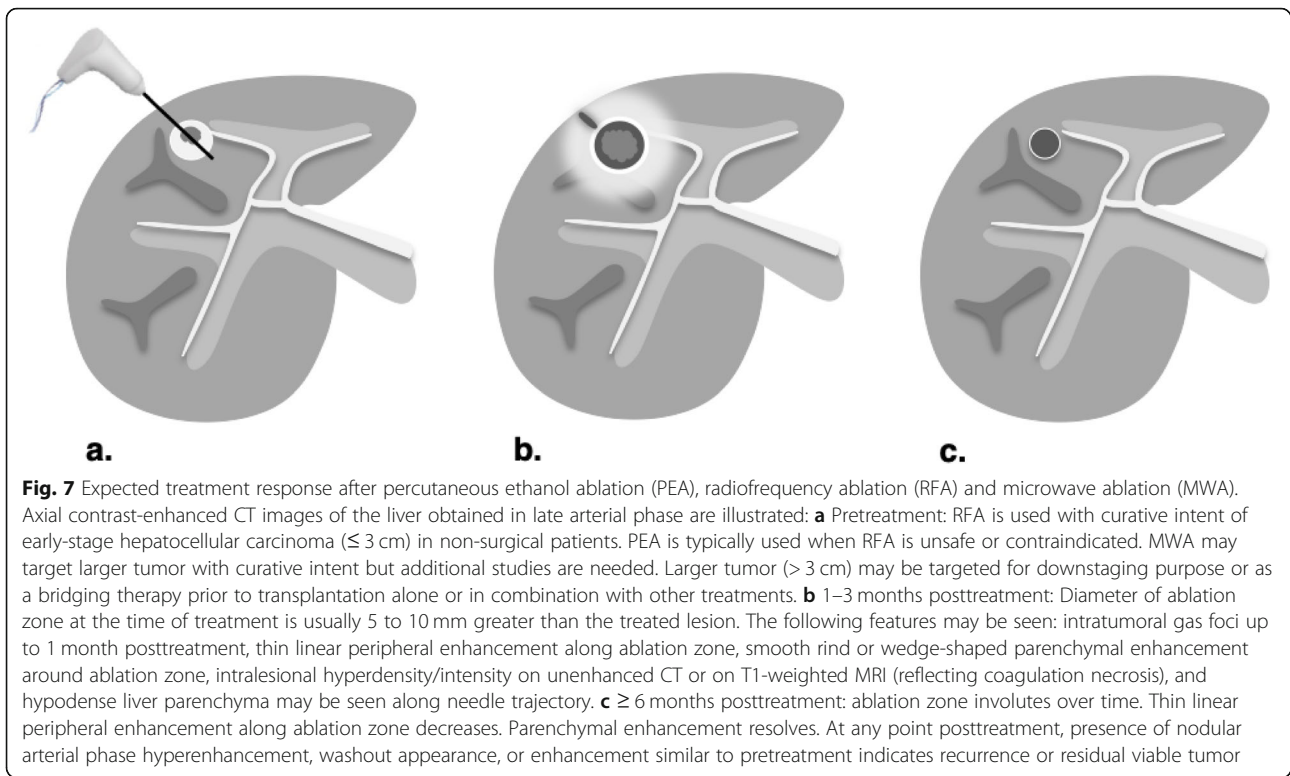 a.
b.
c.
Fig. 7 Expected treatment response after percutaneous ethanol ablation (PEA), radiofrequency ablation (RFA) and microwave ablation (MWA).
Axial contrast-enhanced CT images of the liver obtained in late arterial phase are illustrated: a Pretreatment: RFA is used with curative intent of
early-stage hepatocellular carcinoma (≤ 3 cm) in non-surgical patients. PEA is typically used when RFA is unsafe or contraindicated. MWA may
target larger tumor with curative intent but additional studies are needed. Larger tumor (> 3 cm) may be targeted for downstaging purpose or as
a bridging therapy prior to transplantation alone or in combination with other treatments. b 1–3 months posttreatment: Diameter of ablation
zone at the time of treatment is usually 5 to 10 mm greater than the treated lesion. The following features may be seen: intratumoral gas foci up
to 1 month posttreatment, thin linear peripheral enhancement along ablation zone, smooth rind or wedge-shaped parenchymal enhancement
around ablation zone, intralesional hyperdensity/intensity on unenhanced CT or on T1-weighted MRI (reflecting coagulation necrosis), and
hypodense liver parenchyma may be seen along needle trajectory. c ≥ 6 months posttreatment: ablation zone involutes over time. Thin linear
peripheral enhancement along ablation zone decreases. Parenchymal enhancement resolves. At any point posttreatment, presence of nodular
arterial phase hyperenhancement, washout appearance, or enhancement similar to pretreatment indicates recurrence or residual viable tumor